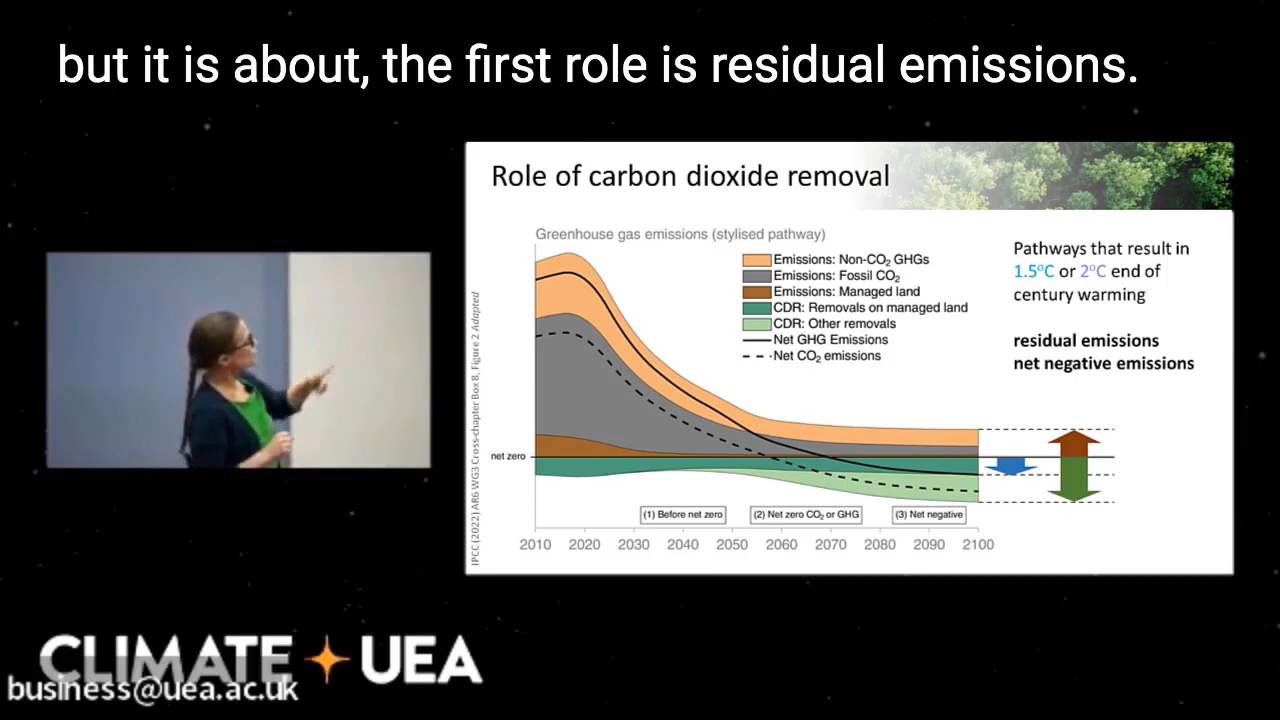 but it is about, the first role is residual emissions.
Role of carbon dioxide removal
Greenhouse gas emissions (stylised pathway)
Emissions: Non-CO₂ GHGs
Emissions: Fossil CO₂
Emissions: Managed land
CDR: Removals on managed land
CDR: Other removals
Net GHG Emissions
Net CO₂ emissions
Pathways that result in
1.5°C or 2°C end of
century warming
residual emissions
net negative emissions
IPCC (2022) AR6 WG3 Cross-chapter Box 8, Figure 2 Adapted
net zero
(1) Before net zero
(2) Net zero CO₂ or GHG
(3) Net negative
2010 2020 2030 2040 2050 2060 2070 2080 2090 2100
CLIMATE UEA
business@uea.ac.uk